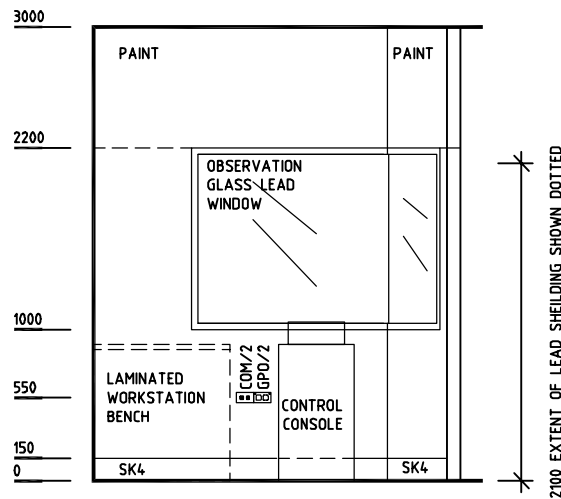 3000
PAINT
PAINT
2200
OBSERVATION
GLASS LEAD
WINDOW
2100 EXTENT OF LEAD SHEILDING SHOWN DOTTED
1000
COM/2
GPO/2
550
LAMINATED
WORKSTATION
BENCH
CONTROL
CONSOLE
150
0
SK4
SK4